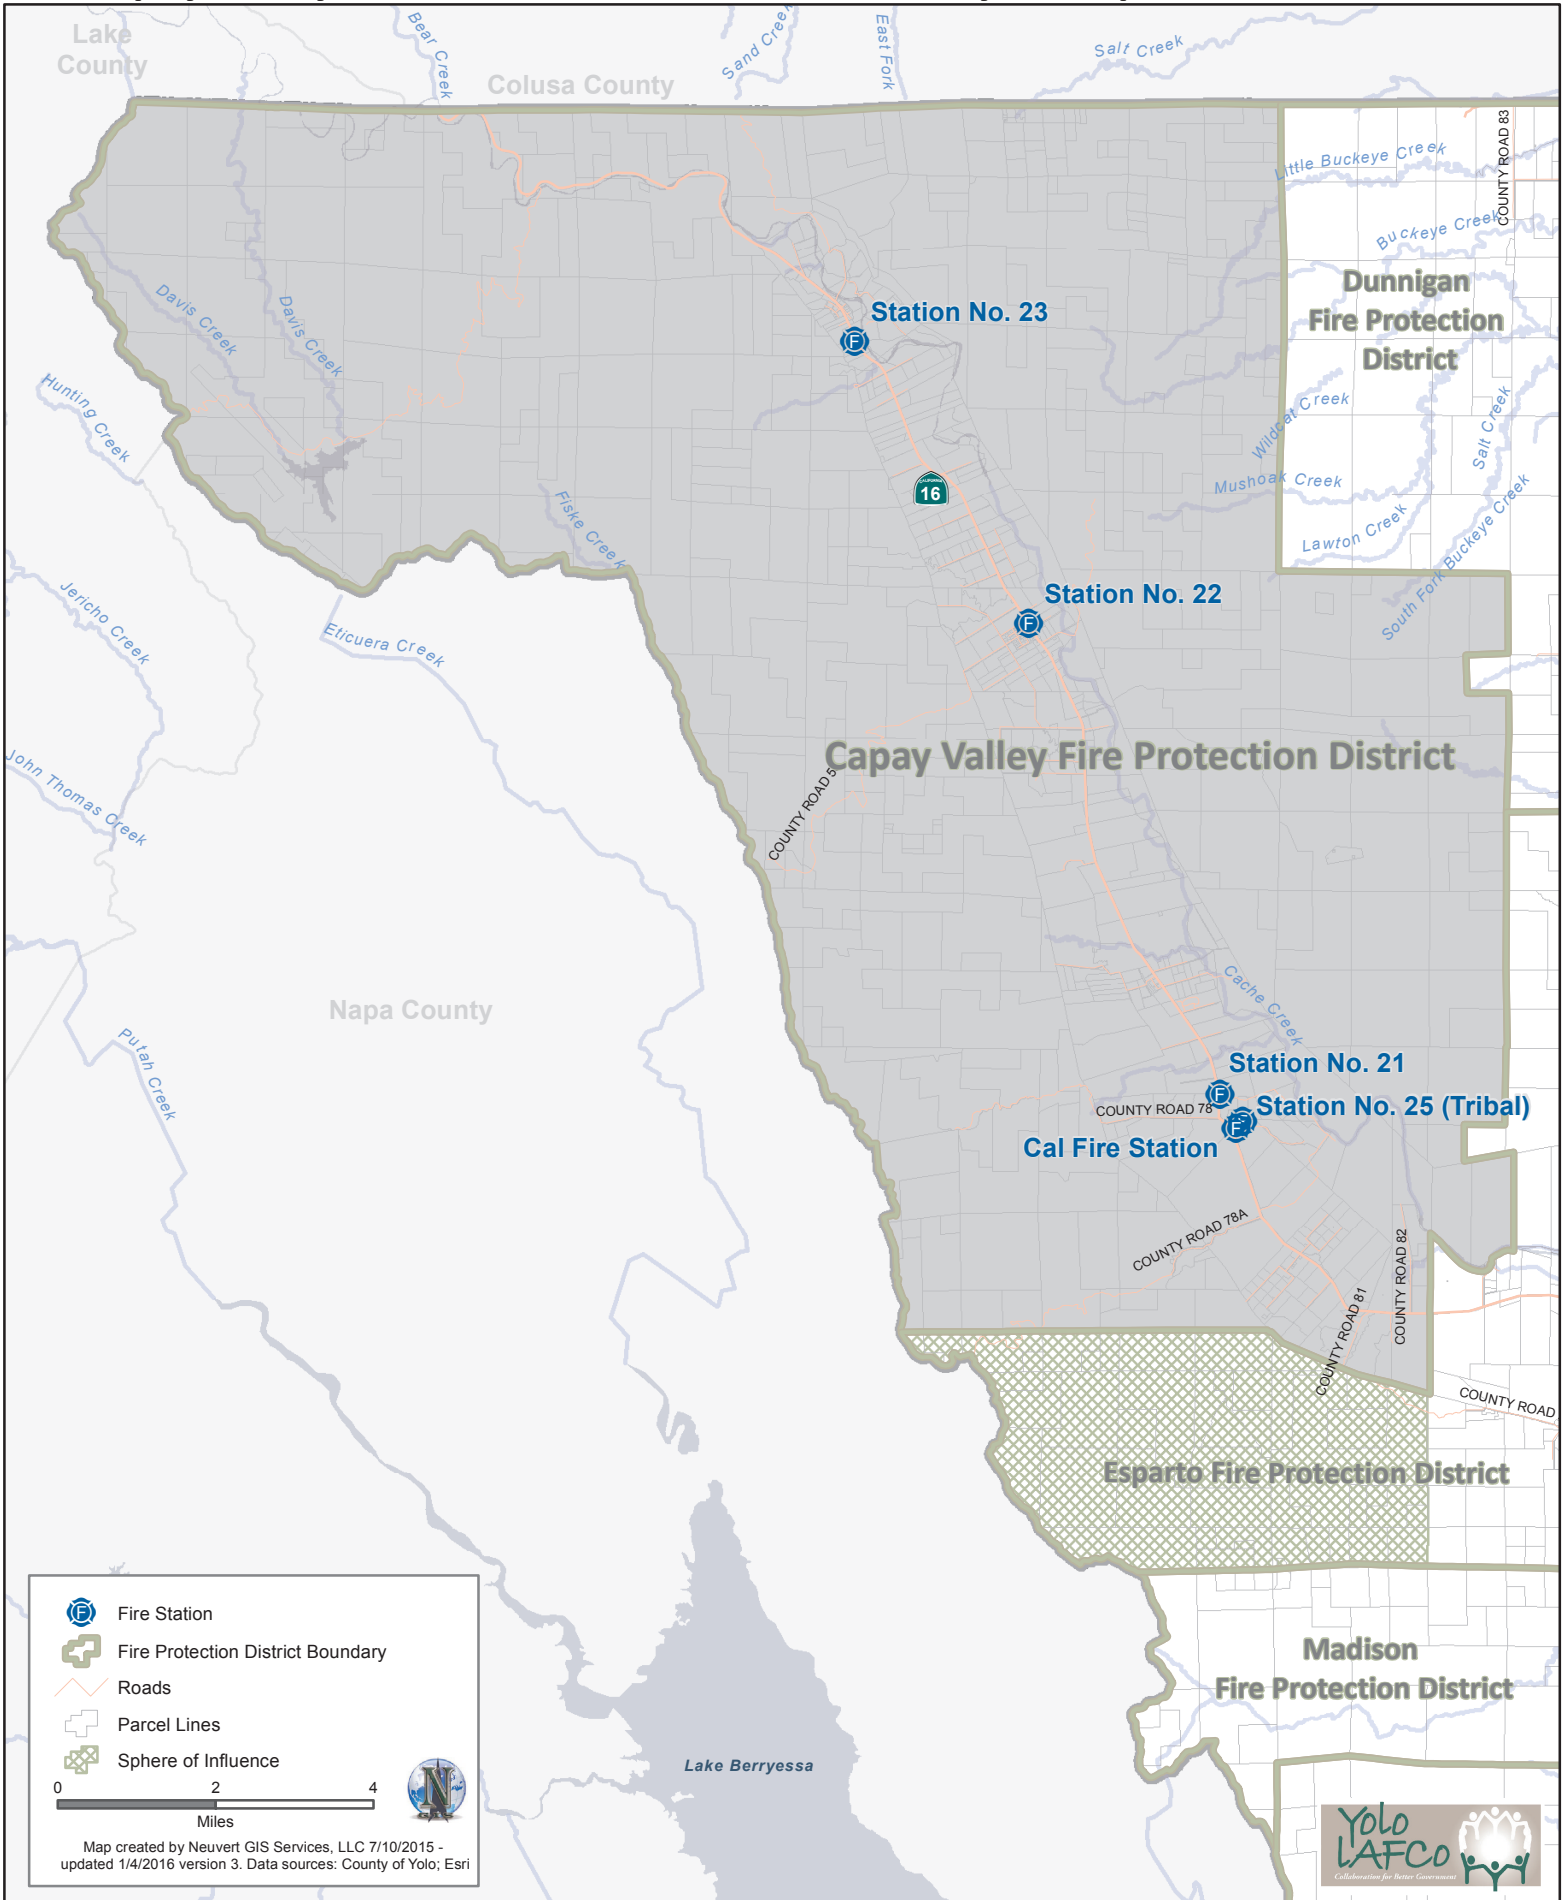 Lake
County
Bear Creek
Colusa County
Sand Creek
East Fork
Salt Creek
COUNTY ROAD 83
Little Buckeye Creek
Buckeye Creek
Dunnigan
Fire Protection
District
Davis Creek
Davis Creek
Station No. 23
Hunting Creek
Wildcat Creek
Salt Creek
Mushoak Creek
CALIFORNIA
16
Fiske Creek
Lawton Creek
South Fork Buckeye Creek
Jericho Creek
Station No. 22
Eticuera Creek
Capay Valley Fire Protection District
John Thomas Creek
COUNTY ROAD 5
Cache Creek
Napa County
Putah Creek
Station No. 21
COUNTY ROAD 78
Station No. 25 (Tribal)
Cal Fire Station
COUNTY ROAD 78A
COUNTY ROAD 82
COUNTY ROAD 81
COUNTY ROAD
Esparto Fire Protection District
Madison
Fire Protection District
Lake Berryessa
F Fire Station
Fire Protection District Boundary
Roads
Parcel Lines
Sphere of Influence
0 2 4
Miles
N
GIS
Map created by Neuvert GIS Services, LLC 7/10/2015 -
updated 1/4/2016 version 3. Data sources: County of Yolo; Esri
YOLO
LAFCO
Collaboration for Better Government